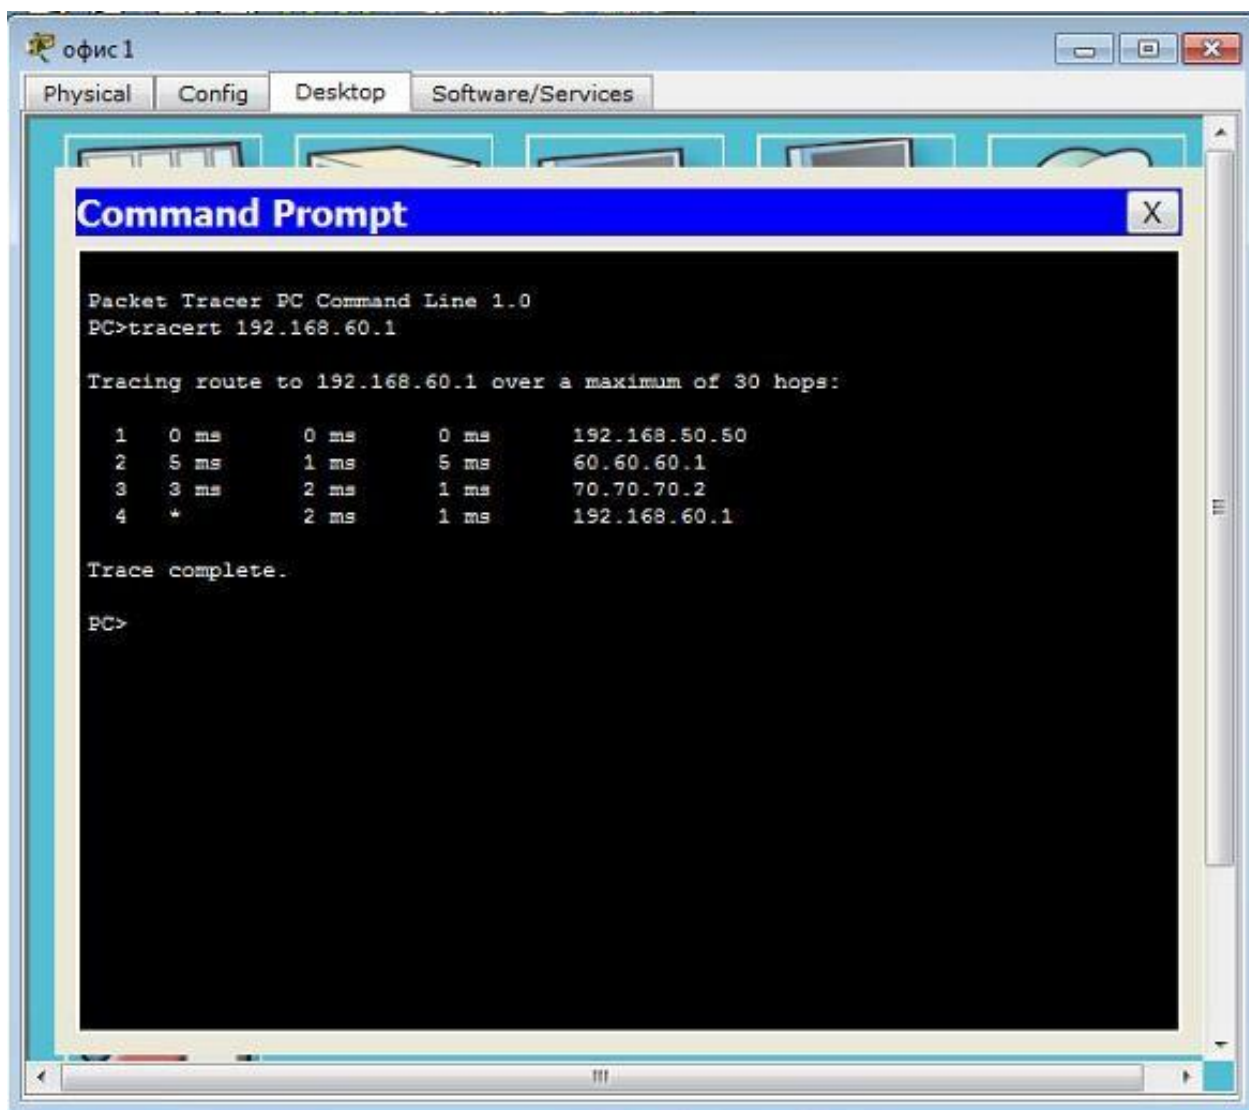 офис 1
Physical Config Desktop Software/Services
Command Prompt X
Packet Tracer PC Command Line 1.0
PC>tracert 192.168.60.1
Tracing route to 192.168.60.1 over a maximum of 30 hops:
1 0 ms 0 ms 0 ms 192.168.50.50
2 5 ms 1 ms 5 ms 60.60.60.1
3 3 ms 2 ms 1 ms 70.70.70.2
4 * 2 ms 1 ms 192.168.60.1
Trace complete.
PC>